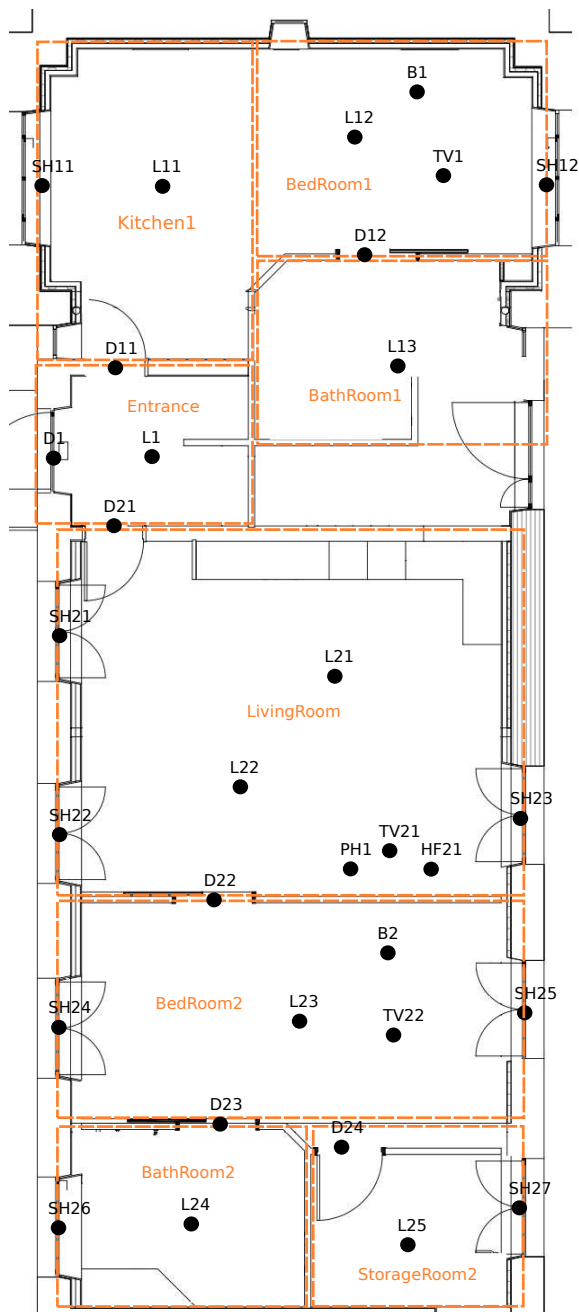 B1
L12
SH11
L11
TV1
BedRoom1
SH12
Kitchen1
D12
D11
L13
BathRoom1
Entrance
D1
L1
D21
SH21
L21
LivingRoom
L22
SH22
SH23
TV21
PH1
HF21
D22
B2
BedRoom2
L23
SH24
TV22
SH25
D23
D24
BathRoom2
L24
SH26
SH27
L25
StorageRoom2